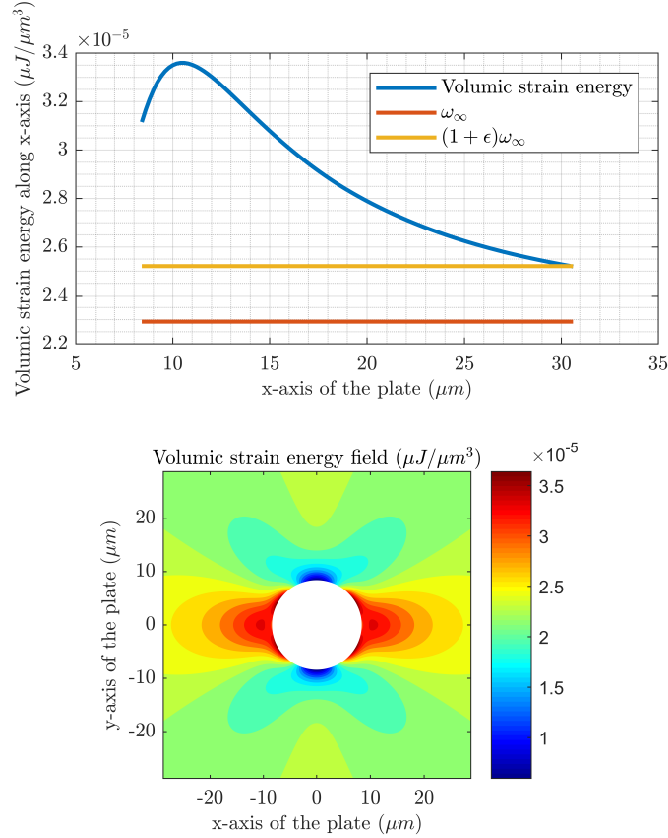 ×10⁻⁵
Volumic strain energy along x-axis (μJ/μm³)
3.4
3.2
3
2.8
2.6
2.4
2.2
Volumic strain energy
ω∞
(1 + ϵ)ω∞
5 10 15 20 25 30 35
x-axis of the plate (μm)
Volumic strain energy field (μJ/μm³)
×10⁻⁵
y-axis of the plate (μm)
20
10
0
-10
-20
3.5
3
2.5
2
1.5
1
-20 -10 0 10 20
x-axis of the plate (μm)